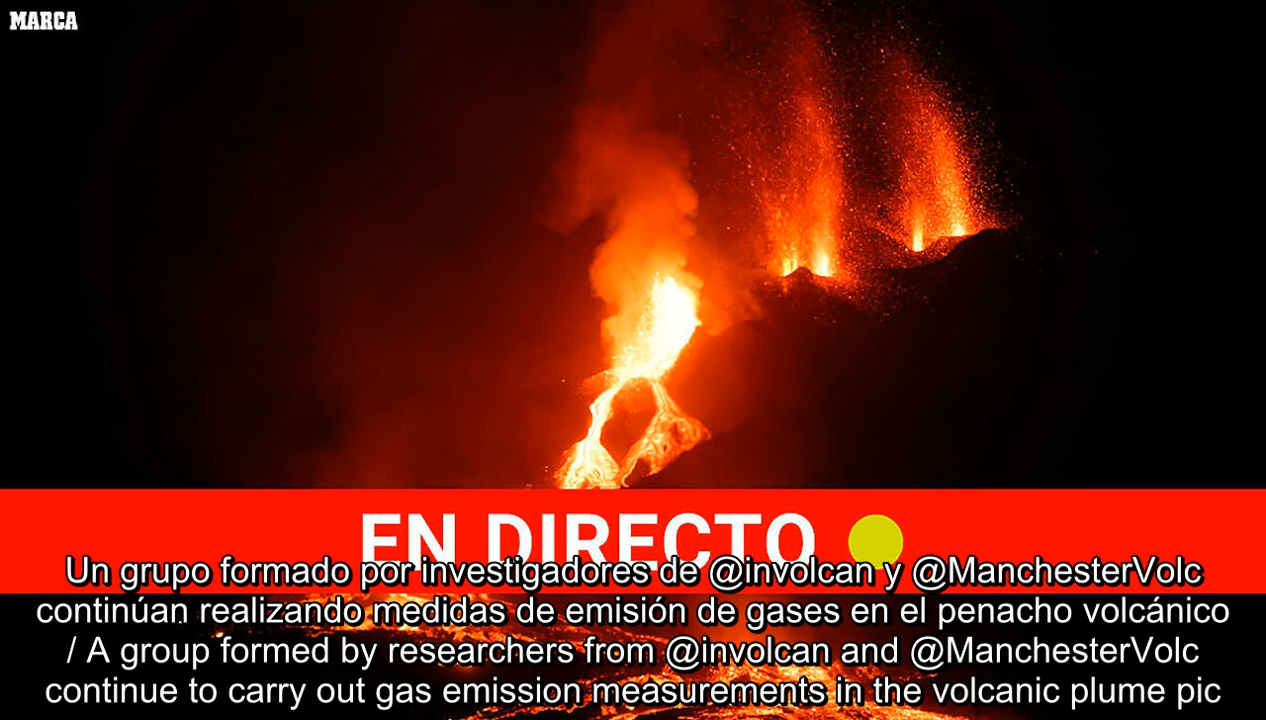 MARCA
EN DIRECTO
Un grupo formado por investigadores de @involcan y @ManchesterVolc
continúan realizando medidas de emisión de gases en el penacho volcánico
/ A group formed by researchers from @involcan and @ManchesterVolc
continue to carry out gas emission measurements in the volcanic plume pic